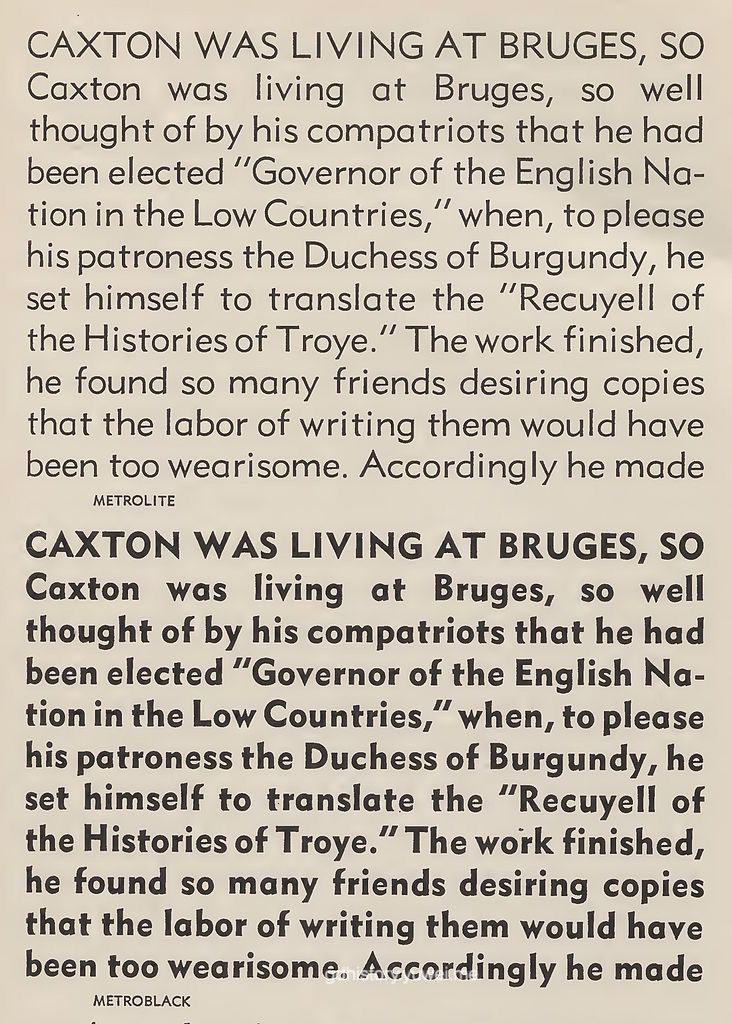 CAXTON WAS LIVING AT BRUGES, SO
Caxton was living at Bruges, so well
thought of by his compatriots that he had
been elected "Governor of the English Na-
tion in the Low Countries," when, to please
his patroness the Duchess of Burgundy, he
set himself to translate the "Recuyell of
the Histories of Troye." The work finished,
he found so many friends desiring copies
that the labor of writing them would have
been too wearisome. Accordingly he made
METROLITE
CAXTON WAS LIVING AT BRUGES, SO
Caxton was living at Bruges, so well
thought of by his compatriots that he had
been elected "Governor of the English Na-
tion in the Low Countries," when, to please
his patroness the Duchess of Burgundy, he
set himself to translate the "Recuyell of
the Histories of Troye." The work finished,
he found so many friends desiring copies
that the labor of writing them would have
been too wearisome. Accordingly he made
METROBLACK